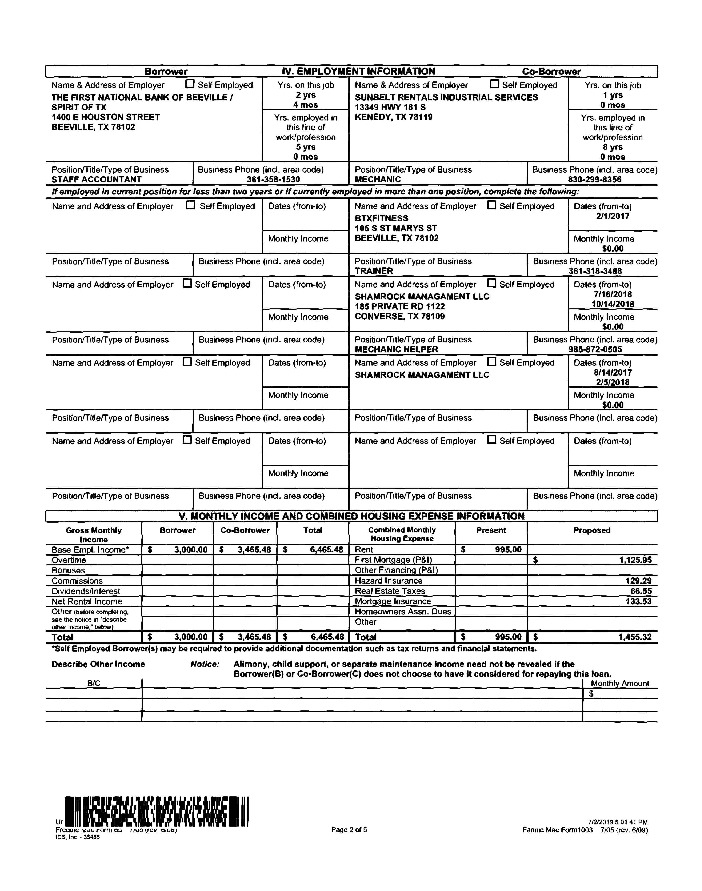 Borrower IV. EMPLOYMENT INFORMATION Co-Borrower
Name & Address of Employer ☐ Self Employed Yrs. on this job Name & Address of Employer ☐ Self Employed Yrs. on this job
THE FIRST NATIONAL BANK OF BEEVILLE / 2 yrs SUNBELT RENTALS INDUSTRIAL SERVICES 1 yrs
SPIRIT OF TX 4 mos 13349 HWY 181 S 0 mos
1400 E HOUSTON STREET Yrs. employed in KENEDY, TX 78119 Yrs. employed in
BEEVILLE, TX 78102 this line of this line of
work/profession work/profession
5 yrs 8 yrs
0 mos 0 mos
Position/Title/Type of Business Business Phone (incl. area code) Position/Title/Type of Business Business Phone (incl. area code)
STAFF ACCOUNTANT 361-358-1530 MECHANIC 830-299-8356
If employed in current position for less than two years or if currently employed in more than one position, complete the following:
Name and Address of Employer ☐ Self Employed Dates (from-to) Name and Address of Employer ☐ Self Employed Dates (from-to)
BTXFITNESS 2/1/2017
105 S ST MARYS ST
Monthly Income BEEVILLE, TX 78102 Monthly Income
$0.00
Position/Title/Type of Business Business Phone (incl. area code) Position/Title/Type of Business Business Phone (incl. area code)
TRAINER 361-318-3468
Name and Address of Employer ☐ Self Employed Dates (from-to) Name and Address of Employer ☐ Self Employed Dates (from-to)
SHAMROCK MANAGAMENT LLC 7/16/2018
185 PRIVATE RD 1122 10/14/2018
Monthly Income CONVERSE, TX 78109 Monthly Income
$0.00
Position/Title/Type of Business Business Phone (incl. area code) Position/Title/Type of Business Business Phone (incl. area code)
MECHANIC HELPER 985-872-0505
Name and Address of Employer ☐ Self Employed Dates (from-to) Name and Address of Employer ☐ Self Employed Dates (from-to)
SHAMROCK MANAGAMENT LLC 8/14/2017
2/5/2018
Monthly Income Monthly Income
$0.00
Position/Title/Type of Business Business Phone (incl. area code) Position/Title/Type of Business Business Phone (incl. area code)
Name and Address of Employer ☐ Self Employed Dates (from-to) Name and Address of Employer ☐ Self Employed Dates (from-to)
Monthly Income Monthly Income
Position/Title/Type of Business Business Phone (incl. area code) Position/Title/Type of Business Business Phone (incl. area code)
V. MONTHLY INCOME AND COMBINED HOUSING EXPENSE INFORMATION
Gross Monthly Income Borrower Co-Borrower Total Combined Monthly Housing Expense Present Proposed
Base Empl. Income* $ 3,000.00 $ 3,465.48 $ 6,465.48 Rent $ 995.00
Overtime First Mortgage (P&I) $ 1,125.95
Bonuses Other Financing (P&I)
Commissions Hazard Insurance 129.29
Dividends/Interest Real Estate Taxes 66.55
Net Rental Income Mortgage Insurance 133.53
Other (before completing, Homeowners Assn. Dues
see the notice in "describe Other
other income," below)
Total $ 3,000.00 $ 3,465.48 $ 6,465.48 Total $ 995.00 $ 1,455.32
*Self Employed Borrower(s) may be required to provide additional documentation such as tax returns and financial statements.
Describe Other Income Notice: Alimony, child support, or separate maintenance income need not be revealed if the
Borrower(B) or Co-Borrower(C) does not choose to have it considered for repaying this loan.
B/C Monthly Amount
$
7/2/2019
Page 2 of 5 Fannie Mae Form1003 7/05 (rev. 6/09)